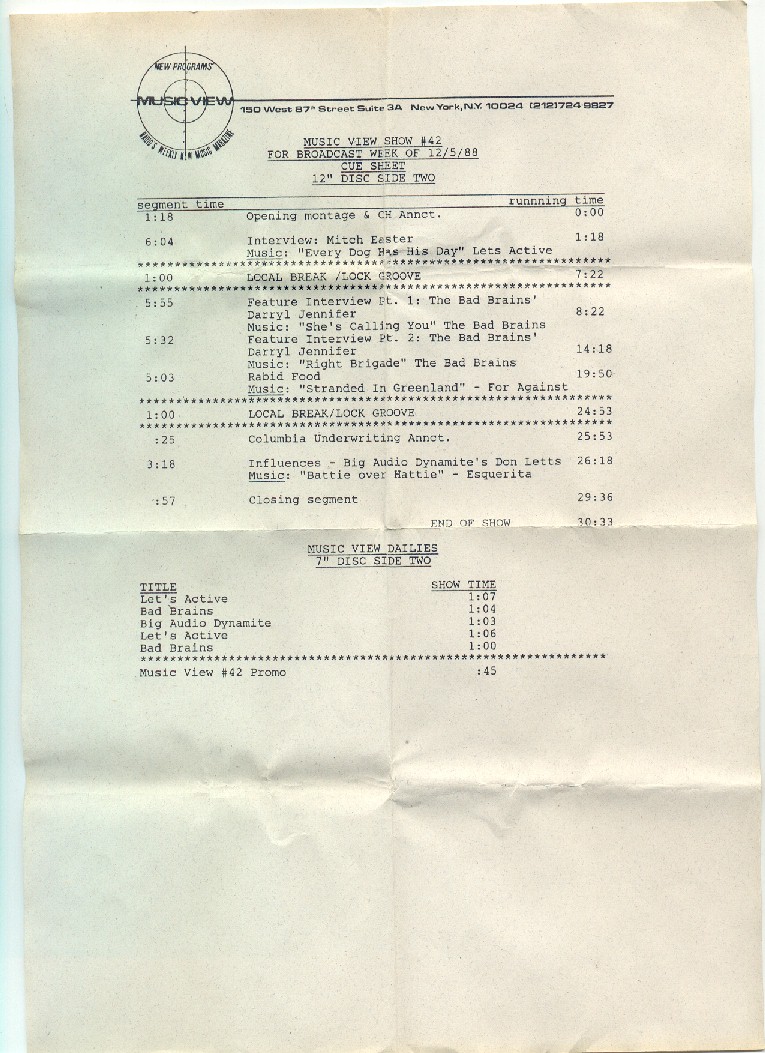 NEW PROGRAMS
MUSICVIEW
RADIO'S WEEKLY NEW MUSIC MAGAZINE
150 West 87th Street Suite 3A New York, N.Y. 10024 (212)724-9827
MUSIC VIEW SHOW #42
FOR BROADCAST WEEK OF 12/5/88
CUE SHEET
12" DISC SIDE TWO
segment time runnning time
1:18 Opening montage & CH Annct. 0:00
6:04 Interview: Mitch Easter 1:18
Music: "Every Dog Has His Day" Lets Active
****************************************************************
1:00 LOCAL BREAK /LOCK GROOVE 7:22
****************************************************************
5:55 Feature Interview Pt. 1: The Bad Brains'
Darryl Jennifer 8:22
Music: "She's Calling You" The Bad Brains
5:32 Feature Interview Pt. 2: The Bad Brains'
Darryl Jennifer 14:18
Music: "Right Brigade" The Bad Brains
5:03 Rabid Food 19:50
Music: "Stranded In Greenland" - For Against
****************************************************************
1:00 LOCAL BREAK/LOCK GROOVE 24:53
****************************************************************
:25 Columbia Underwriting Annct. 25:53
3:18 Influences - Big Audio Dynamite's Don Letts 26:18
Music: "Battie over Hattie" - Esquerita
:57 Closing segment 29:36
END OF SHOW 30:33
MUSIC VIEW DAILIES
7" DISC SIDE TWO
TITLE SHOW TIME
Let's Active 1:07
Bad Brains 1:04
Big Audio Dynamite 1:03
Let's Active 1:06
Bad Brains 1:00
****************************************************************
Music View #42 Promo :45